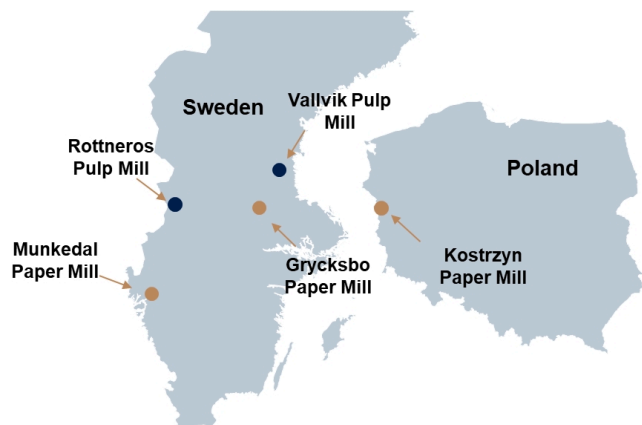 Sweden
Vallvik Pulp
Mill
Rottneros
Pulp Mill
Poland
Munkedal
Paper Mill
Grycksbo
Paper Mill
Kostrzyn
Paper Mill